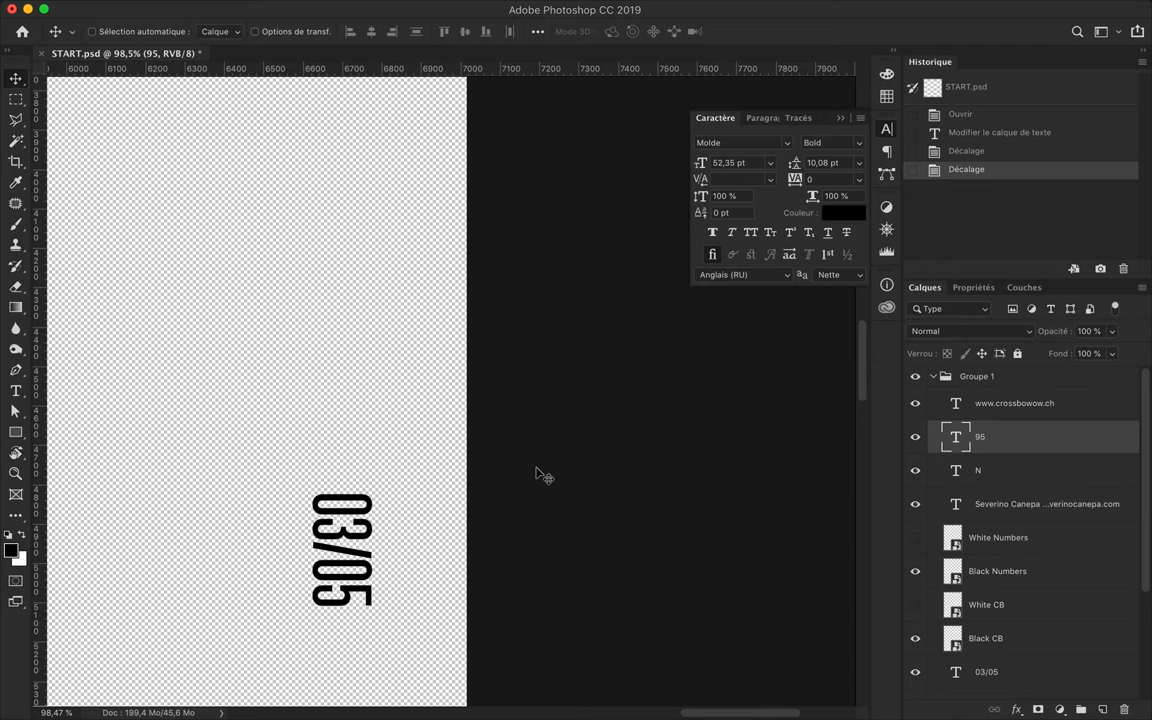 Adobe Photoshop CC 2019
Sélection automatique : Calque
Options de transf.
Mode 3D :
START.psd @ 98,5% (95, RVB/8) *
6000 6100 6200 6300 6400 6500 6600 6700 6800 6900 7000 7100 7200 7300 7400 7500 7600 7700 7800 7900
Historique
START.psd
Ouvrir
Modifier le calque de texte
Décalage
Décalage
Caractère Paragra Tracés
Molde Bold
52,35 pt 10,08 pt
0
100 % 100 %
0 pt Couleur :
Anglais (RU) Nette
Calques Propriétés Couches
Type
Normal Opacité : 100 %
Verrou : Fond : 100 %
Groupe 1
www.crossbowow.ch
95
N
Severino Canepa ...verinocanepa.com
White Numbers
Black Numbers
White CB
Black CB
03/05
03/05
98,47 % Doc : 199,4 Mo/45,6 Mo